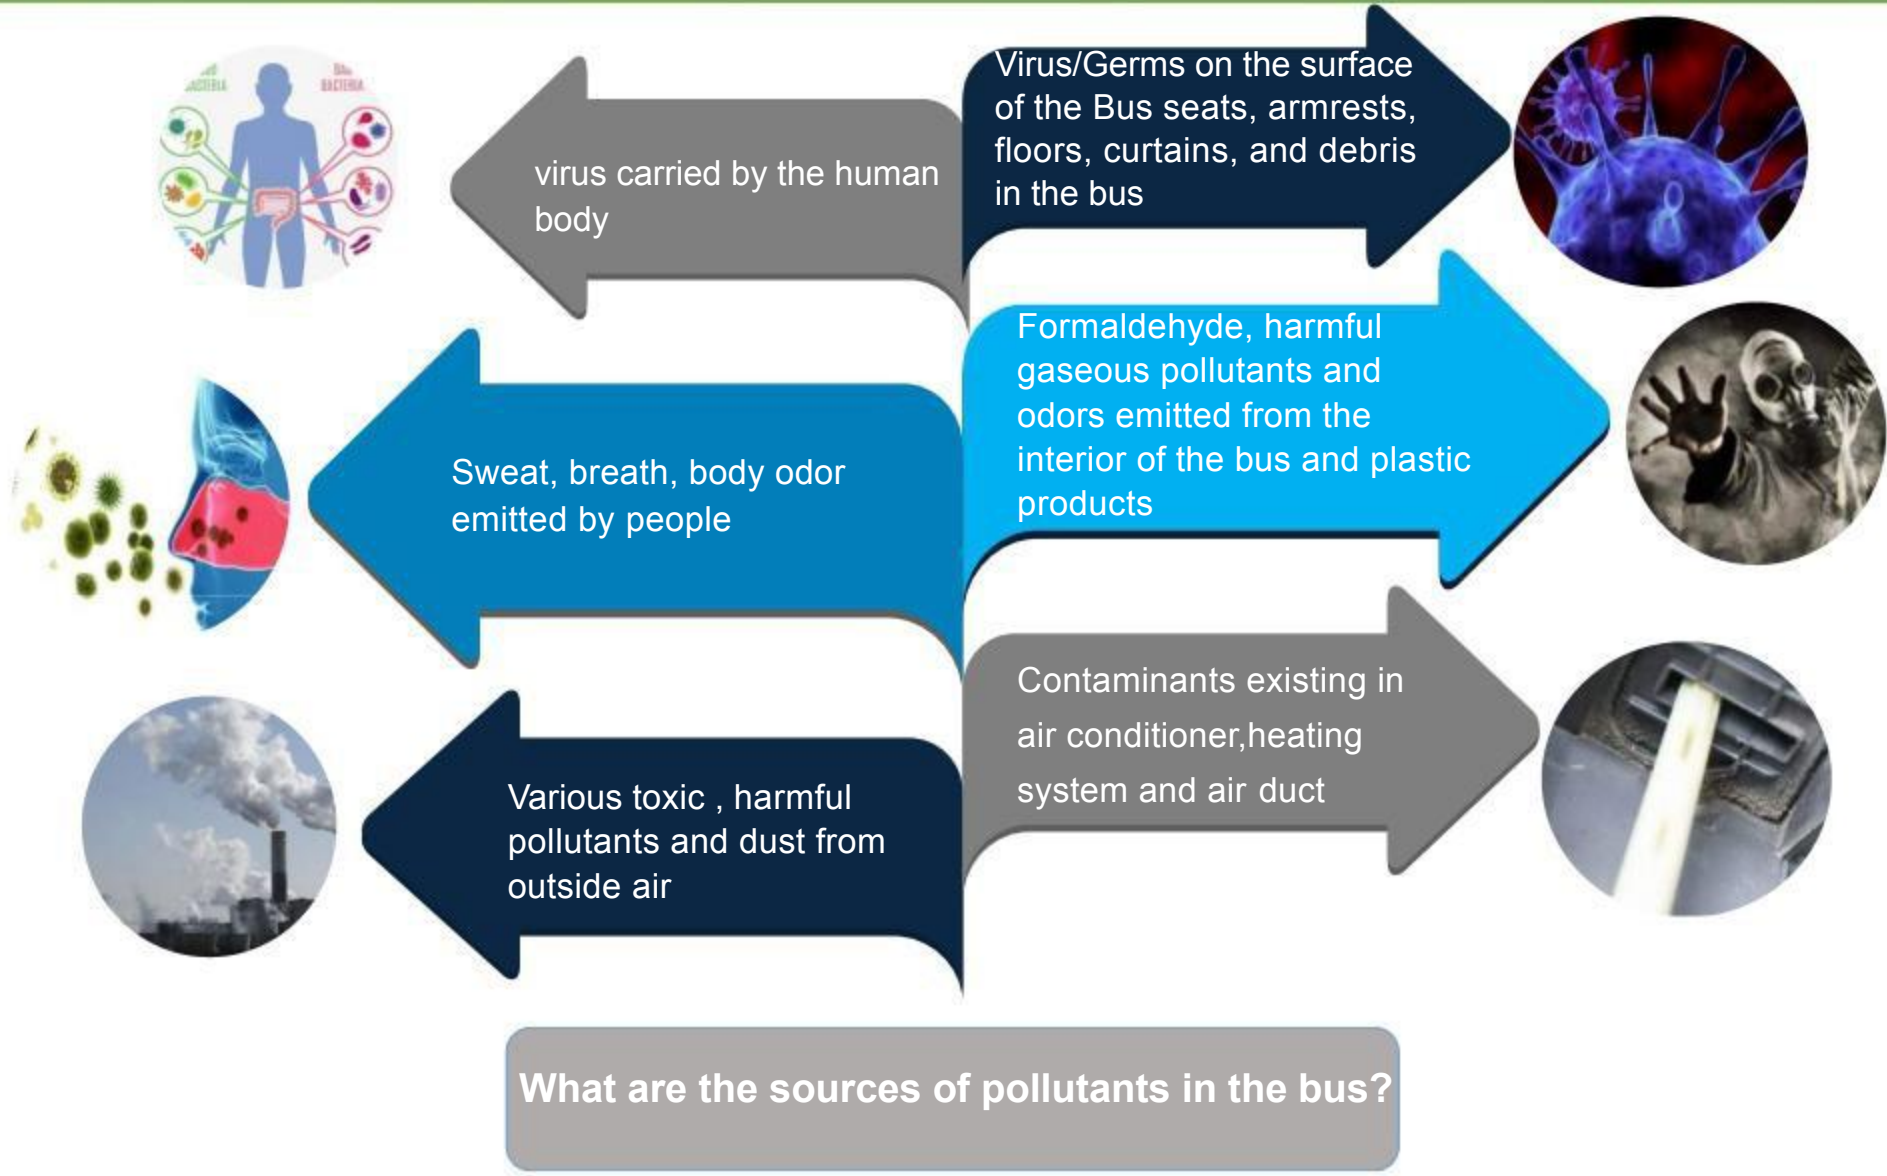 BACTERIA
virus carried by the human
body
Virus/Germs on the surface
of the Bus seats, armrests,
floors, curtains, and debris
in the bus
Sweat, breath, body odor
emitted by people
Formaldehyde, harmful
gaseous pollutants and
odors emitted from the
interior of the bus and plastic
products
Various toxic , harmful
pollutants and dust from
outside air
Contaminants existing in
air conditioner,heating
system and air duct
What are the sources of pollutants in the bus?